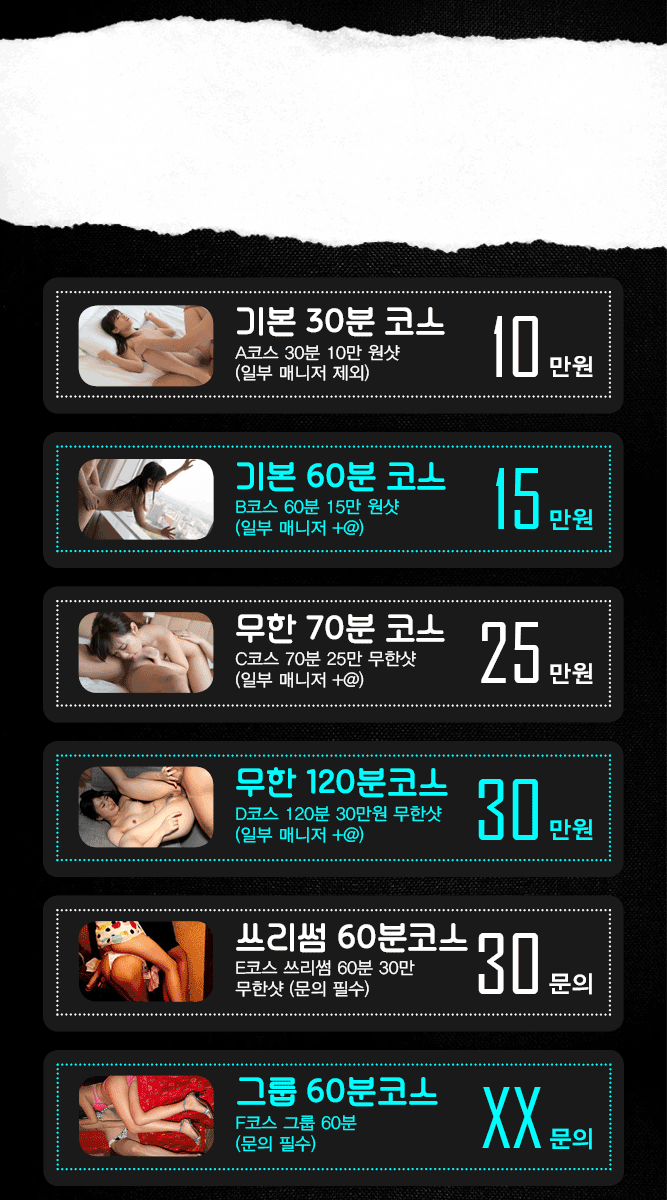 기본 30분 코스
A코스 30분 10만 원샷
(일부 매니저 제외)
10 만원
기본 60분 코스
B코스 60분 15만 원샷
(일부 매니저 +@)
15 만원
무한 70분 코스
C코스 70분 25만 무한샷
(일부 매니저 +@)
25 만원
무한 120분코스
D코스 120분 30만원 무한샷
(일부 매니저 +@)
30 만원
쓰리썸 60분코스
E코스 쓰리썸 60분 30만
무한샷 (문의 필수)
30 문의
그룹 60분코스
F코스 그룹 60분
(문의 필수)
XX 문의